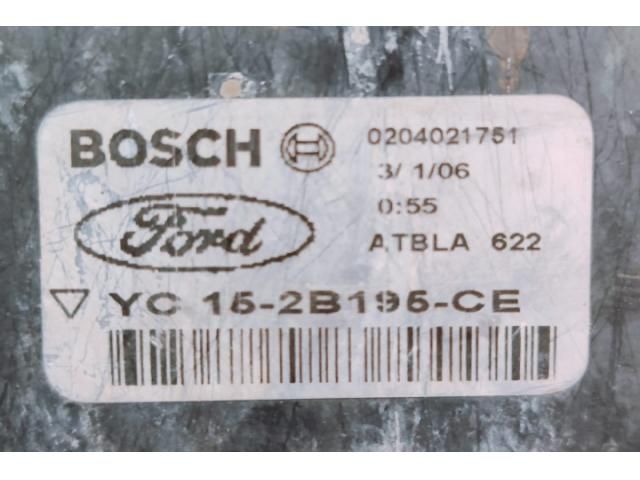 BOSCH
0204021751
3/ 1/06
Ford
0:55
ATBLA 622
YC 15-2B195-CE